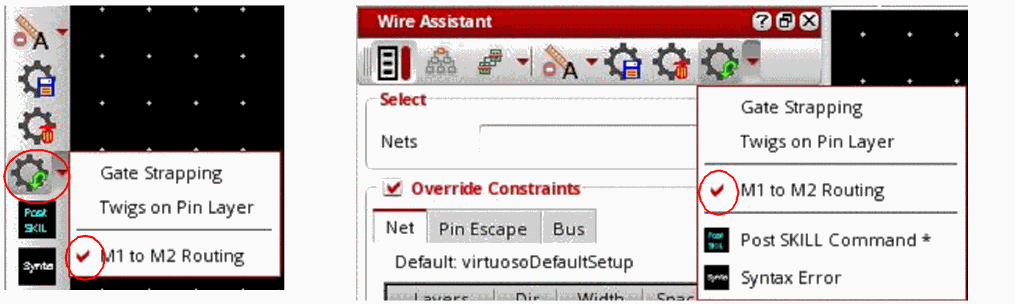 A
Gate Strapping
Twigs on Pin Layer
M1 to M2 Routing
Post
SKIL
Synta
Wire Assistant
A
Select
Nets
Override Constraints
Net Pin Escape Bus
Default: virtuosoDefaultSetup
Layers Dir Width Spac
Gate Strapping
Twigs on Pin Layer
M1 to M2 Routing
Post SKILL Command *
Syntax Error